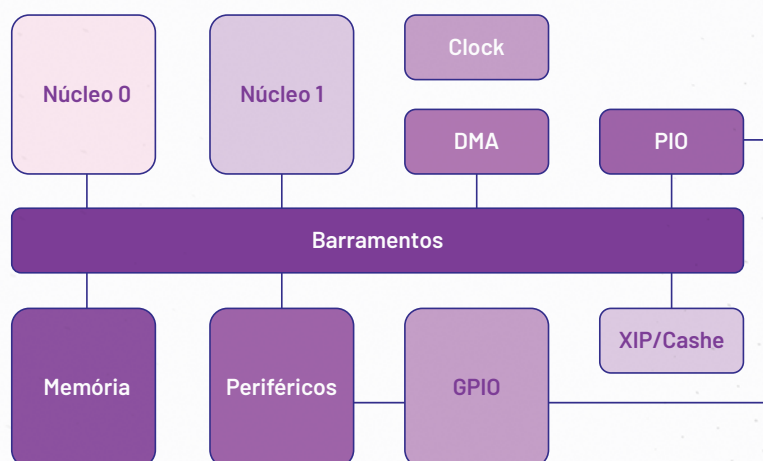 Núcleo 0
Núcleo 1
Clock
DMA
PIO
Barramentos
Memória
Periféricos
GPIO
XIP/Cashe